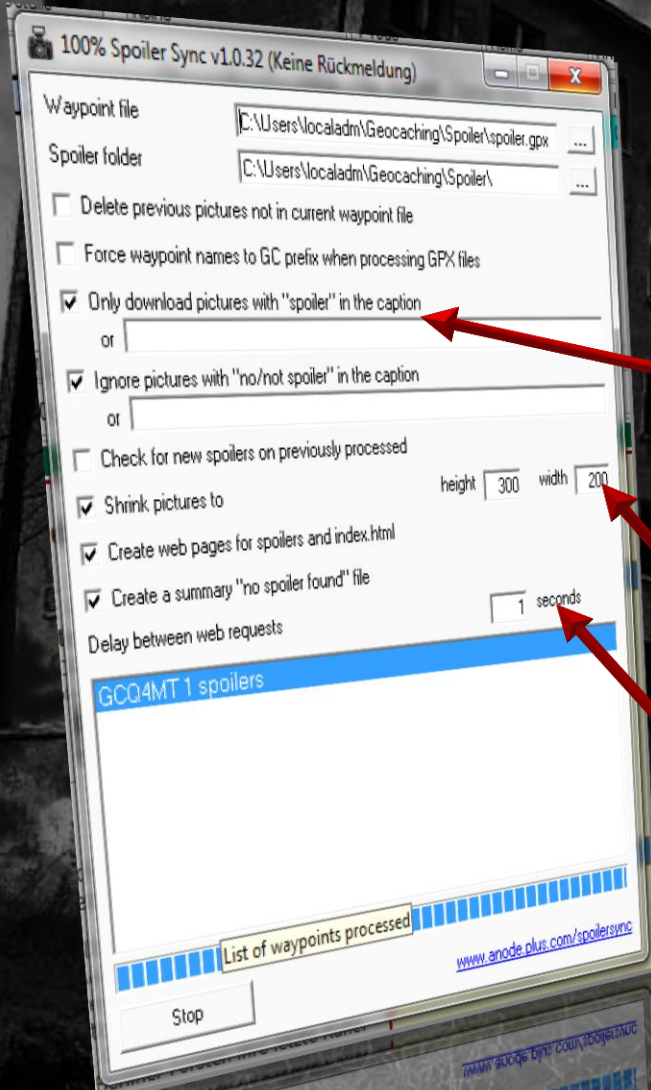 100% Spoiler Sync v1.0.32 (Keine Rückmeldung)
Waypoint file
C:\Users\localadm\Geocaching\Spoiler\spoiler.gpx ...
Spoiler folder
C:\Users\localadm\Geocaching\Spoiler\ ...
Delete previous pictures not in current waypoint file
Force waypoint names to GC prefix when processing GPX files
Only download pictures with "spoiler" in the caption
or
Ignore pictures with "no/not spoiler" in the caption
or
Check for new spoilers on previously processed
Shrink pictures to height 300 width 200
Create web pages for spoilers and index.html
Create a summary "no spoiler found" file
Delay between web requests 1 seconds
GCQ4MT 1 spoilers
List of waypoints processed
Stop
www.anode.plus.com/spoilersync
www.anode.plus.com/spoilersync